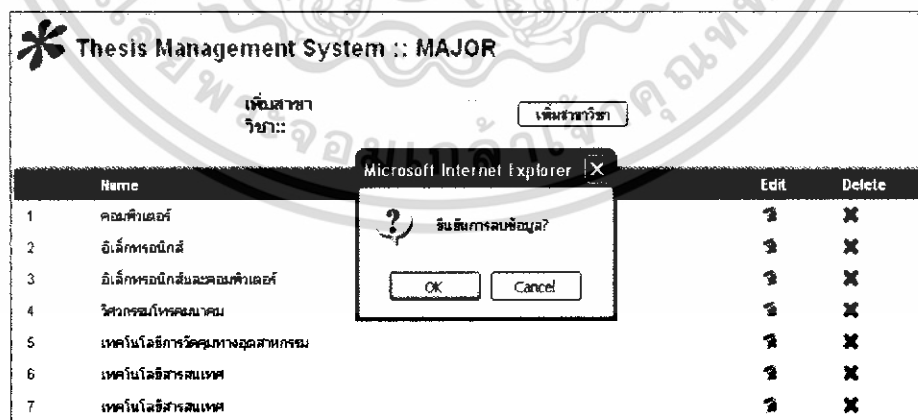 Thesis Management System :: MAJOR
เพิ่มสาขา
วิชา::
เพิ่มสาขาวิชา
Microsoft Internet Explorer
Name Edit Delete
ยืนยันการลบข้อมูล?
OK Cancel
1 คอมพิวเตอร์
2 อิเล็กทรอนิกส์
3 อิเล็กทรอนิกส์และคอมพิวเตอร์
4 วิศวกรรมโทรคมนาคม
5 เทคโนโลยีการวัดคุมทางอุตสาหกรรม
6 เทคโนโลยีสารสนเทศ
7 เทคโนโลยีสารสนเทศ